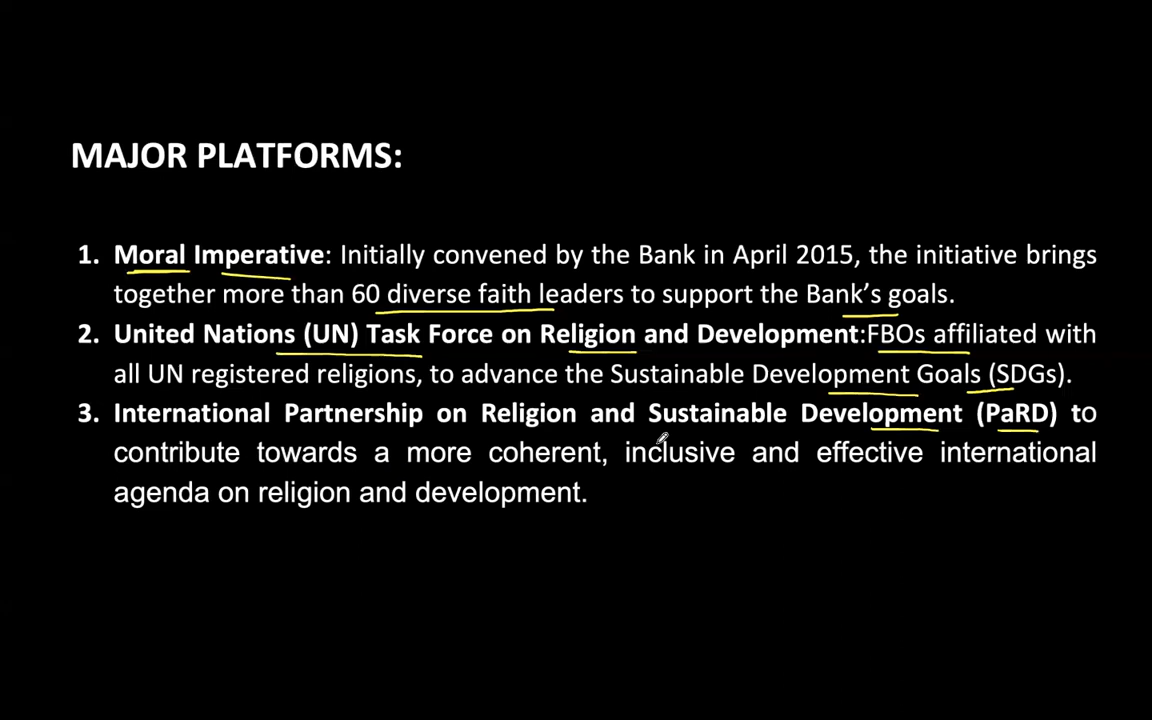 MAJOR PLATFORMS:
1. Moral Imperative: Initially convened by the Bank in April 2015, the initiative brings
together more than 60 diverse faith leaders to support the Bank’s goals.
2. United Nations (UN) Task Force on Religion and Development:FBOs affiliated with
all UN registered religions, to advance the Sustainable Development Goals (SDGs).
3. International Partnership on Religion and Sustainable Development (PaRD) to
contribute towards a more coherent, inclusive and effective international
agenda on religion and development.